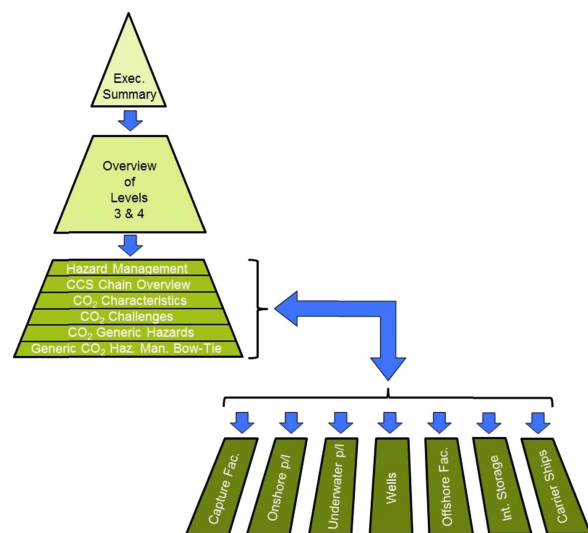 Exec.
Summary
Overview
of
Levels
3 & 4
Hazard Management
CCS Chain Overview
CO₂ Characteristics
CO₂ Challenges
CO₂ Generic Hazards
Generic CO₂ Haz. Man. Bow-Tie
Capture Fac.
Onshore p/l
Underwater p/l
Wells
Offshore Fac.
Int. Storage
Carrier Ships